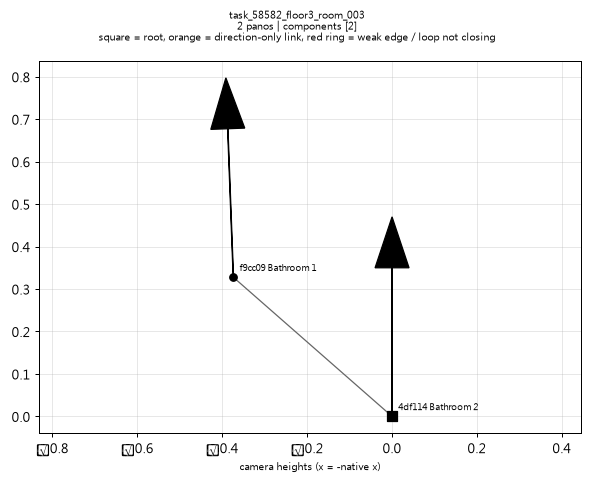 task_58582_floor3_room_003
2 panos | components [2]
square = root, orange = direction-only link, red ring = weak edge / loop not closing
0.8
0.7
0.6
0.5
0.4
0.3
0.2
0.1
0.0
f9cc09 Bathroom 1
4df114 Bathroom 2
0.8 0.6 0.4 0.2 0.0 0.2 0.4
camera heights (x = -native x)